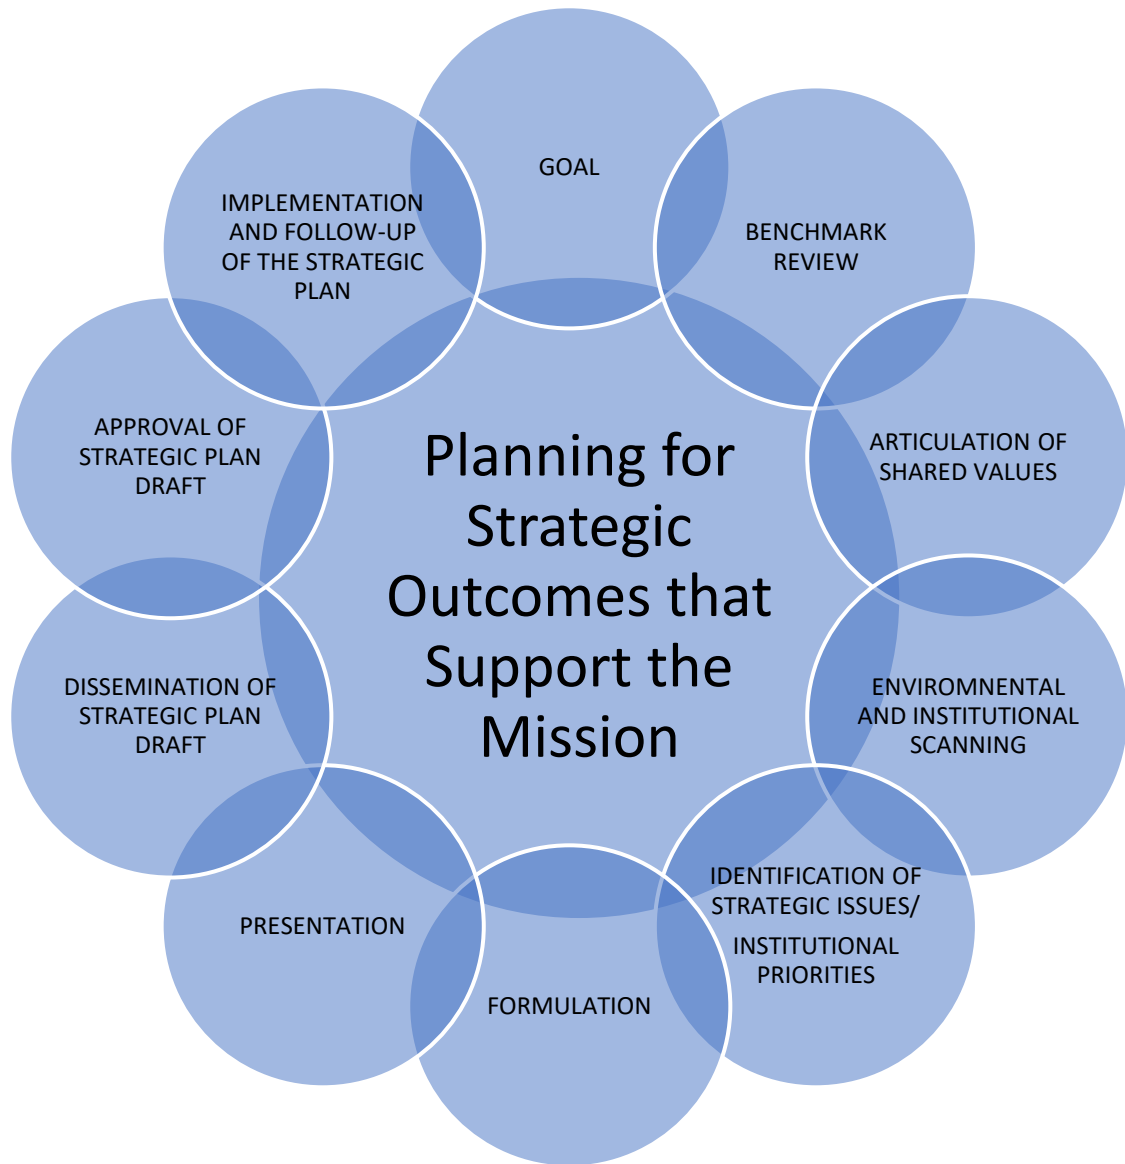 GOAL
BENCHMARK
REVIEW
ARTICULATION OF
SHARED VALUES
ENVIROMNENTAL
AND INSTITUTIONAL
SCANNING
IDENTIFICATION OF
STRATEGIC ISSUES/
INSTITUTIONAL
PRIORITIES
FORMULATION
PRESENTATION
DISSEMINATION OF
STRATEGIC PLAN
DRAFT
APPROVAL OF
STRATEGIC PLAN
DRAFT
IMPLEMENTATION
AND FOLLOW-UP
OF THE STRATEGIC
PLAN
Planning for
Strategic
Outcomes that
Support the
Mission